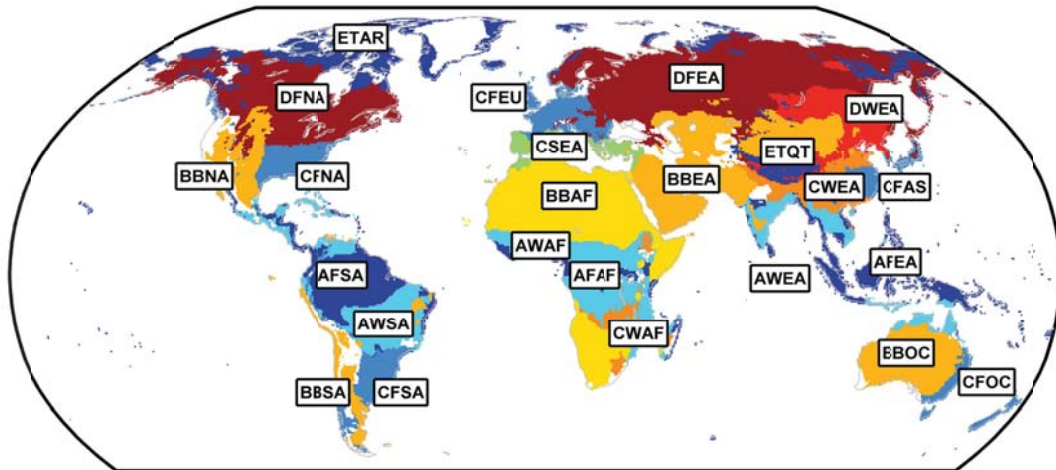 ETAR
DFNA
CFEU
DFEA
DWEA
CSEA
ETQT
BBNA
CFNA
BBAF
BBEA
CWEA
CFAS
AWAF
AFSA
AFAF
AWEA
AFEA
AWSA
CWAF
BBOC
BBSA
CFSA
CFOC